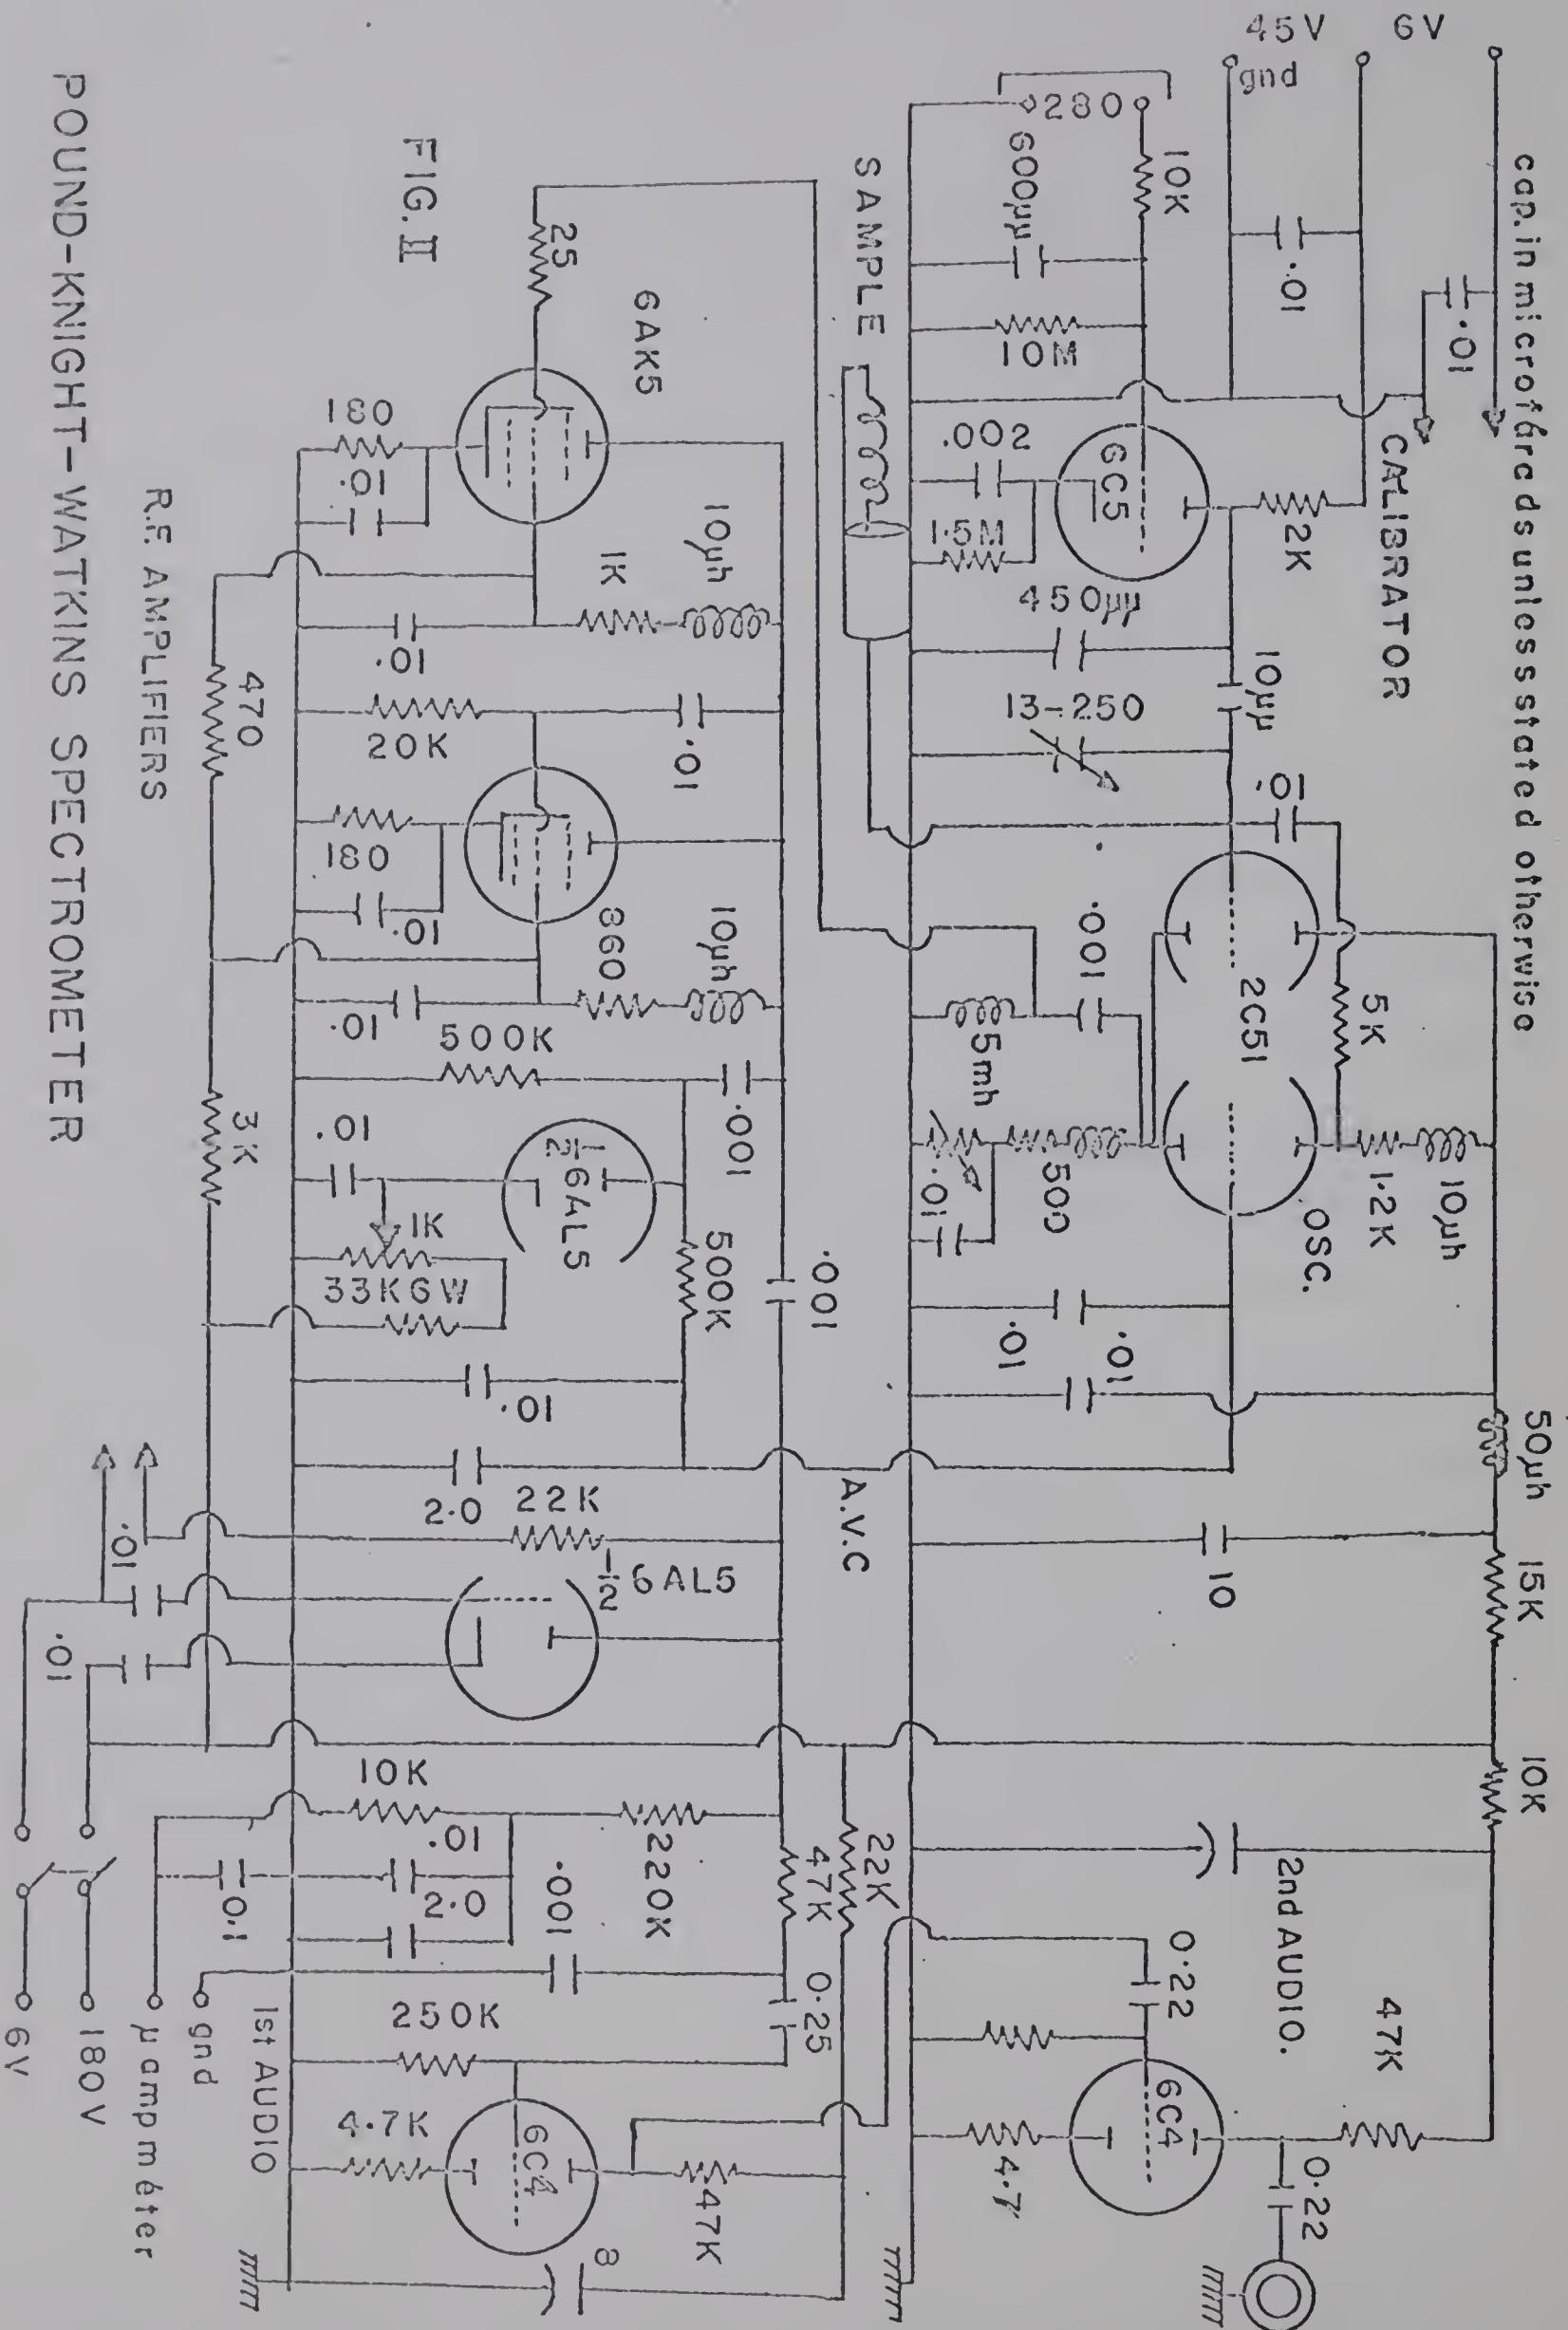 cap. in microfarads unless stated otherwise
6V
45V
gnd
.01
.01
CALIBRATOR
280
10K
600µµ
10M
6C5
.002
1.5M
2K
450µµ
10µµ
13-250
SAMPLE
.01
2C51
5K
.001
5mh
500
.01
1.2K
10µh
OSC.
.01
.01
50µh
15K
10
10K
A.V.C
2nd AUDIO.
47K
0.22
6C4
4.7
0.22
FIG. II
25
6AK5
180
.01
1K
10µh
.01
20K
.01
180
.01
860
10µh
.01
500K
.001
½ 6AL5
.01
1K
33K6W
500K
.001
.01
2.0
22K
½ 6AL5
.01
.01
470
3K
R.F. AMPLIFIERS
10K
.01
220K
47K
22K
2.0
.001
0.1
0.25
250K
1st AUDIO
4.7K
6C4
47K
8
gnd
µampméter
180V
6V
POUND-KNIGHT-WATKINS SPECTROMETER